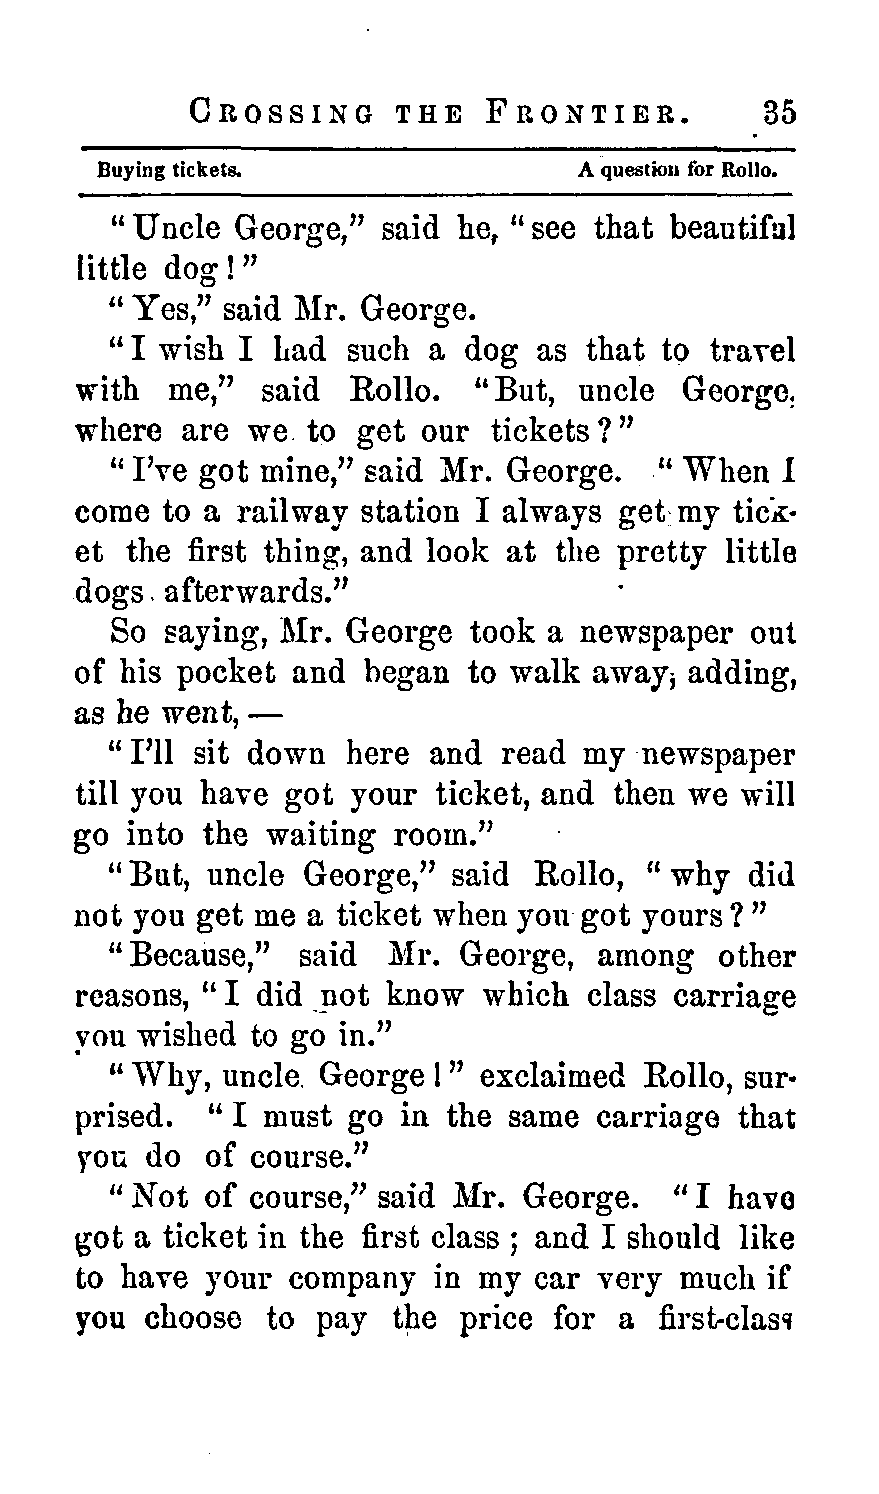 CROSSING THE FRONTIER. 35
Buying tickets. A question for Rollo.
“Uncle George,” said he, “see that beautiful
little dog!”
“Yes,” said Mr. George.
“I wish I had such a dog as that to travel
with me,” said Rollo. “But, uncle George,
where are we to get our tickets?”
“I’ve got mine,” said Mr. George. “When I
come to a railway station I always get my tick-
et the first thing, and look at the pretty little
dogs afterwards.”
So saying, Mr. George took a newspaper out
of his pocket and began to walk away, adding,
as he went, —
“I’ll sit down here and read my newspaper
till you have got your ticket, and then we will
go into the waiting room.”
“But, uncle George,” said Rollo, “why did
not you get me a ticket when you got yours?”
“Because,” said Mr. George, among other
reasons, “I did not know which class carriage
you wished to go in.”
“Why, uncle George!” exclaimed Rollo, sur-
prised. “I must go in the same carriage that
you do of course.”
“Not of course,” said Mr. George. “I have
got a ticket in the first class; and I should like
to have your company in my car very much if
you choose to pay the price for a first-class